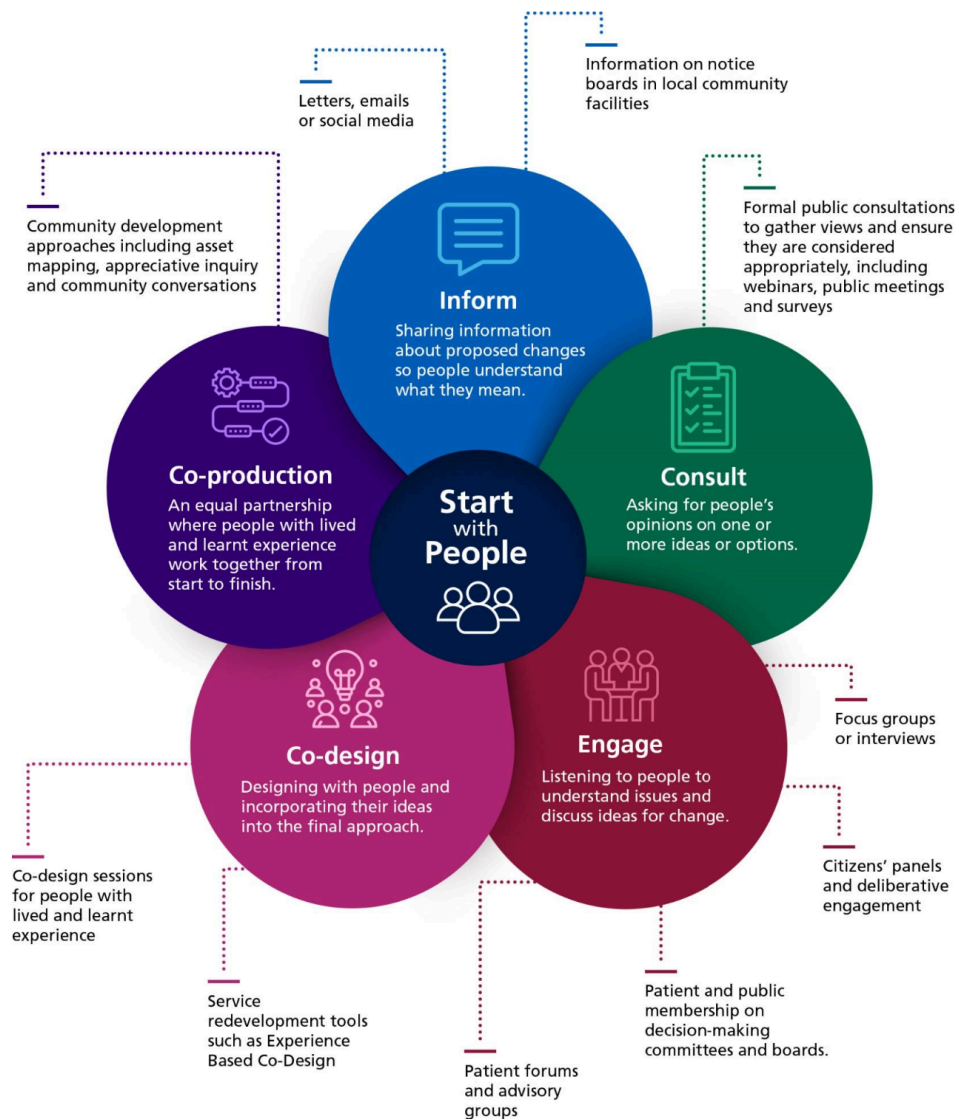 Information on notice
boards in local community
facilities
Letters, emails
or social media
Community development
approaches including asset
mapping, appreciative inquiry
and community conversations
Formal public consultations
to gather views and ensure
they are considered
appropriately, including
webinars, public meetings
and surveys
Inform
Sharing information
about proposed changes
so people understand
what they mean.
Co-production
An equal partnership
where people with lived
and learnt experience
work together from
start to finish.
Start
with
People
Consult
Asking for people’s
opinions on one or
more ideas or options.
Co-design
Designing with people and
incorporating their ideas
into the final approach.
Engage
Listening to people to
understand issues and
discuss ideas for change.
Focus groups
or interviews
Citizens’ panels
and deliberative
engagement
Co-design sessions
for people with
lived and learnt
experience
Service
redevelopment tools
such as Experience
Based Co-Design
Patient forums
and advisory
groups
Patient and public
membership on
decision-making
committees and boards.